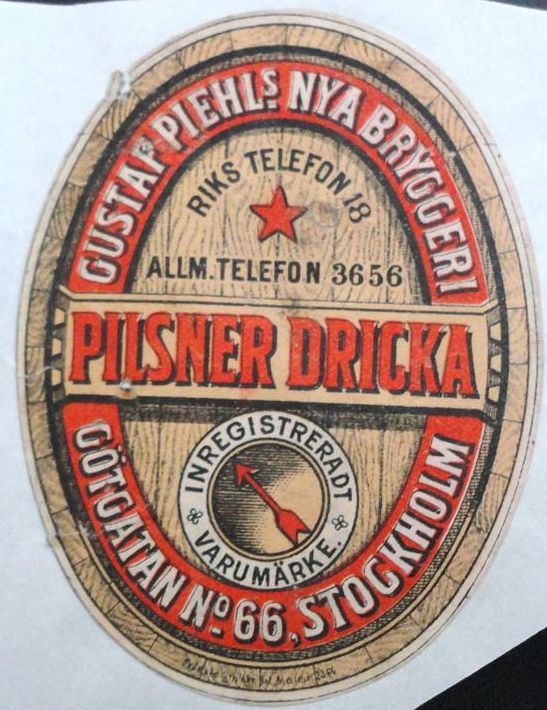 GUSTAF PIEHLS NYA BRYGGERI
RIKS TELEFON 18
ALLM. TELEFON 3656
PILSNER DRICKA
INREGISTRERADT
VARUMÄRKE.
GÖTGATAN No 66, STOCKHOLM